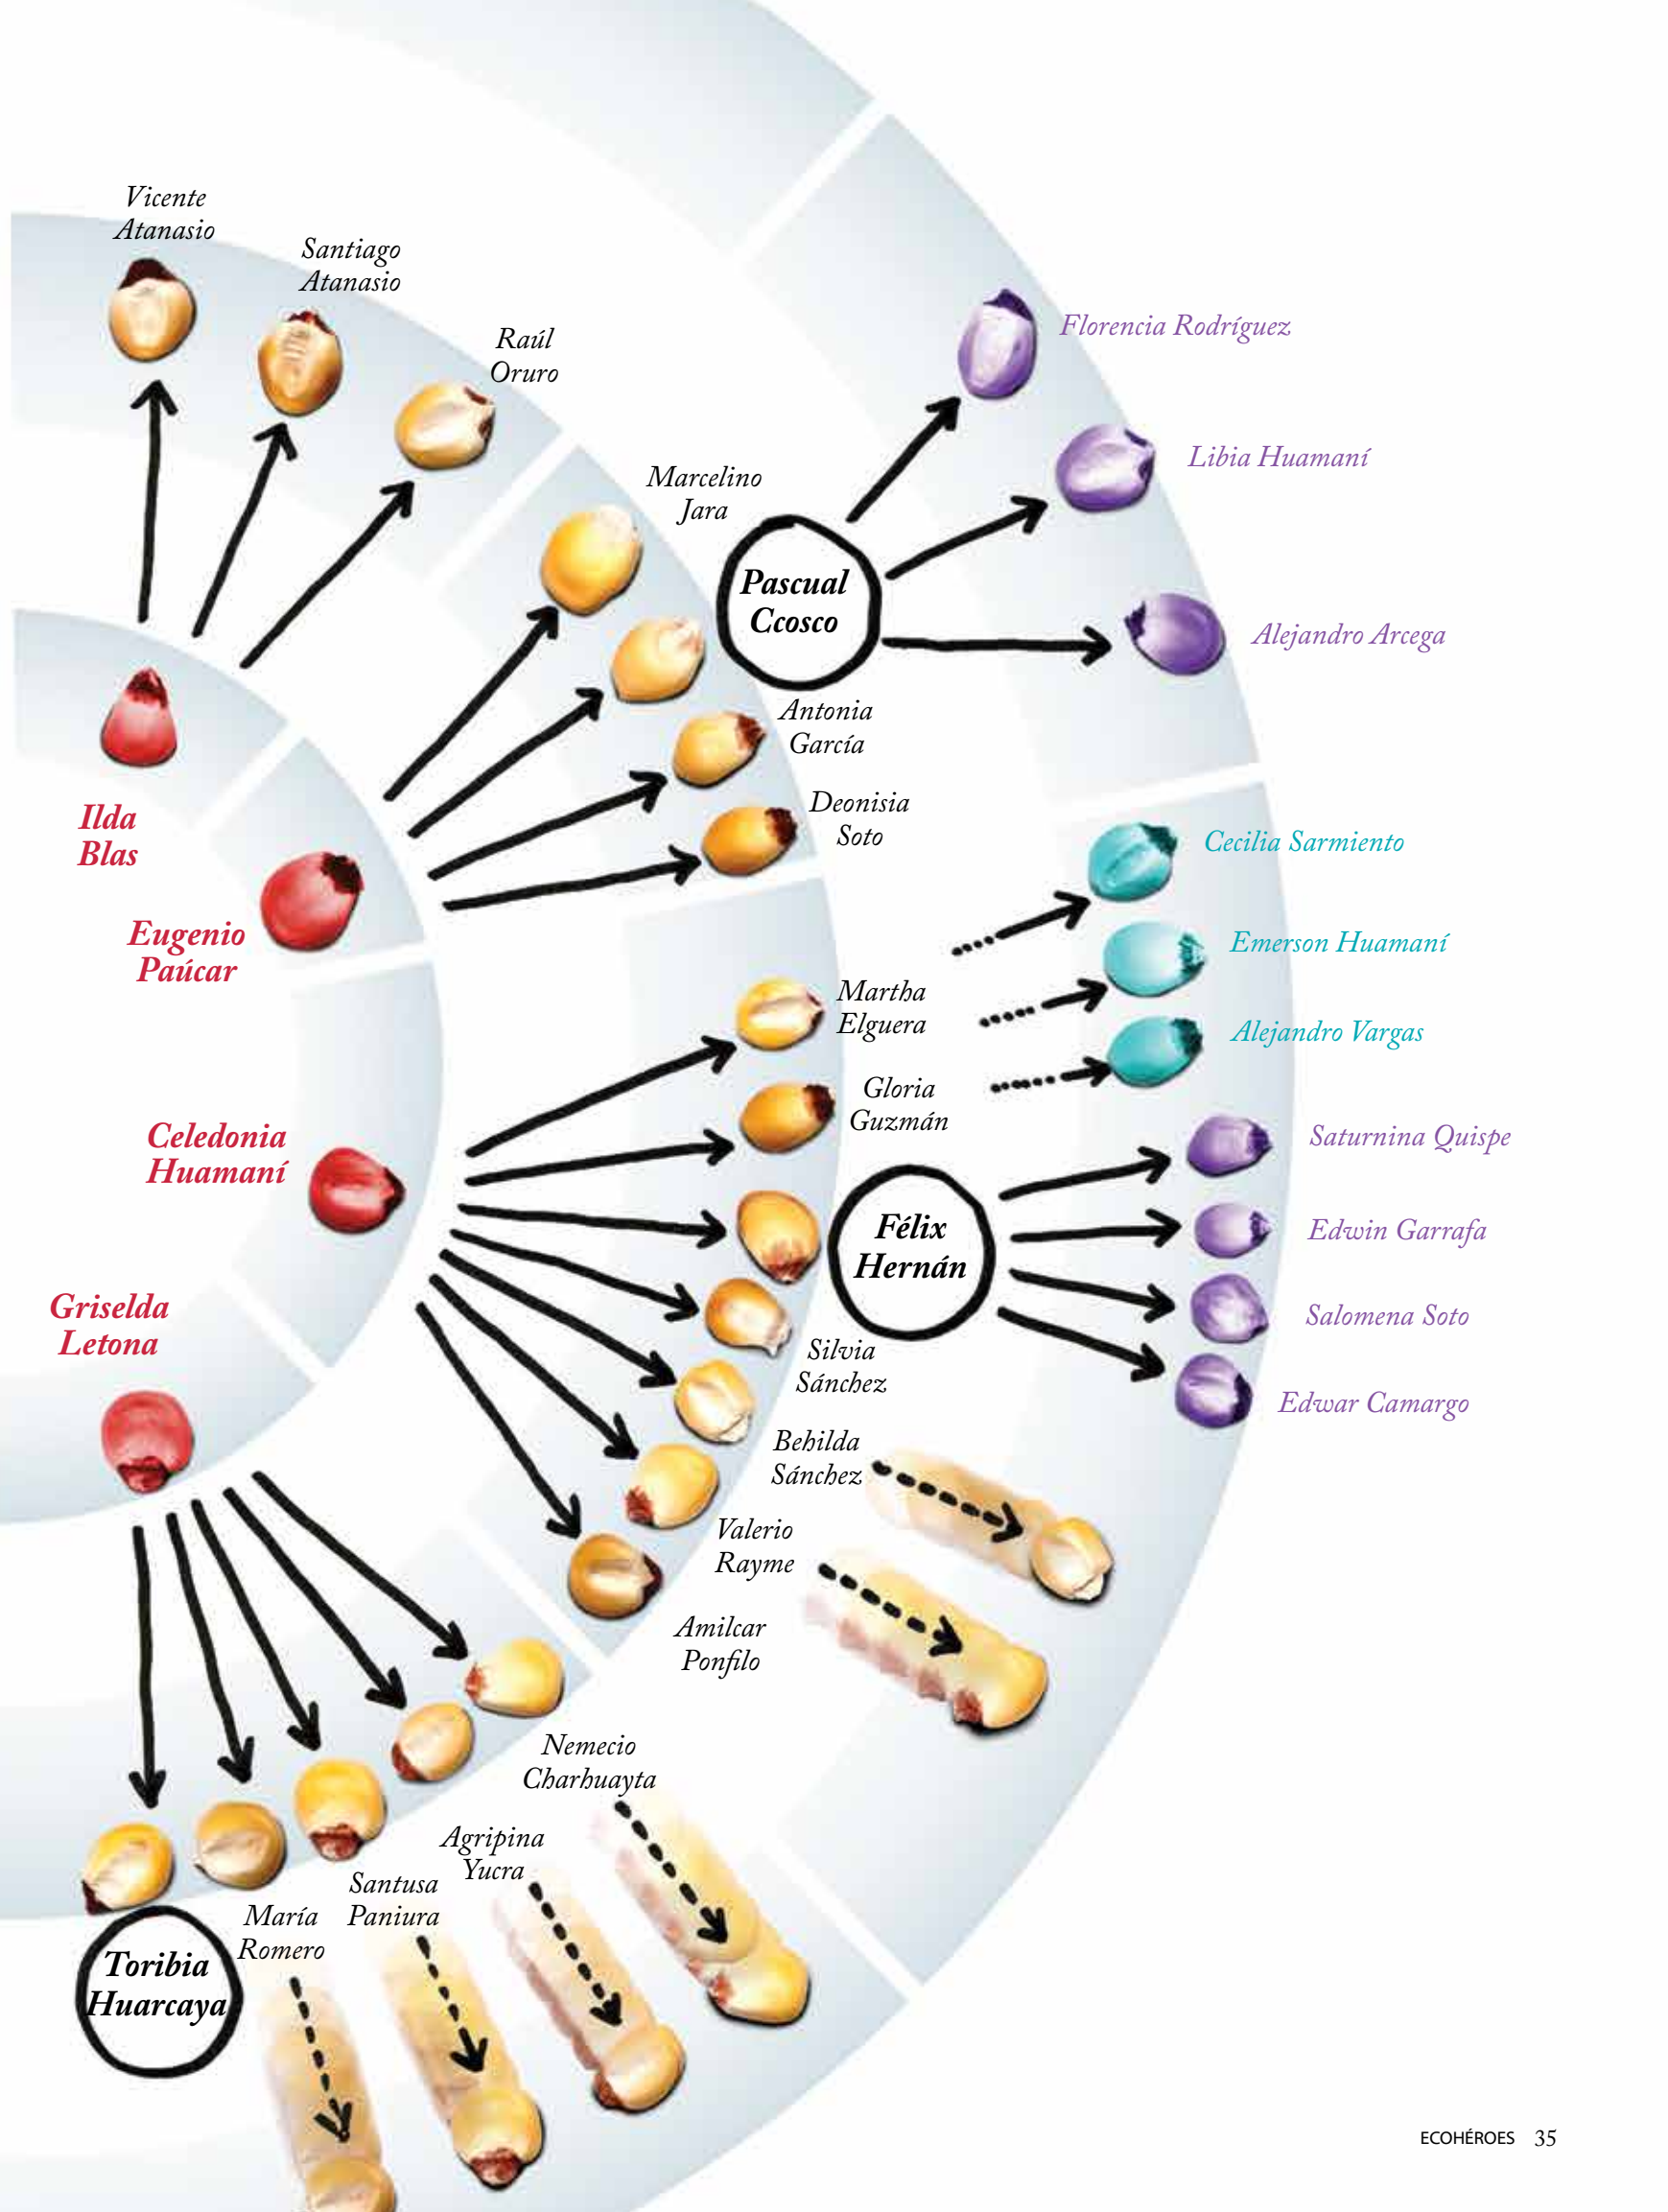 Vicente
Atanasio
Santiago
Atanasio
Raúl
Oruro
Marcelino
Jara
Pascual
Ccosco
Antonia
García
Deonisia
Soto
Florencia Rodríguez
Libia Huamaní
Alejandro Arcega
Ilda
Blas
Eugenio
Paúcar
Celedonia
Huamaní
Griselda
Letona
Martha
Elguera
Gloria
Guzmán
Félix
Hernán
Silvia
Sánchez
Behilda
Sánchez
Valerio
Rayme
Amilcar
Ponfilo
Cecilia Sarmiento
Emerson Huamaní
Alejandro Vargas
Saturnina Quispe
Edwin Garrafa
Salomena Soto
Edwar Camargo
Nemecio
Charhuayta
Agripina
Yucra
Santusa
Paniura
María
Romero
Toribia
Huarcaya
ECOHÉROES 35